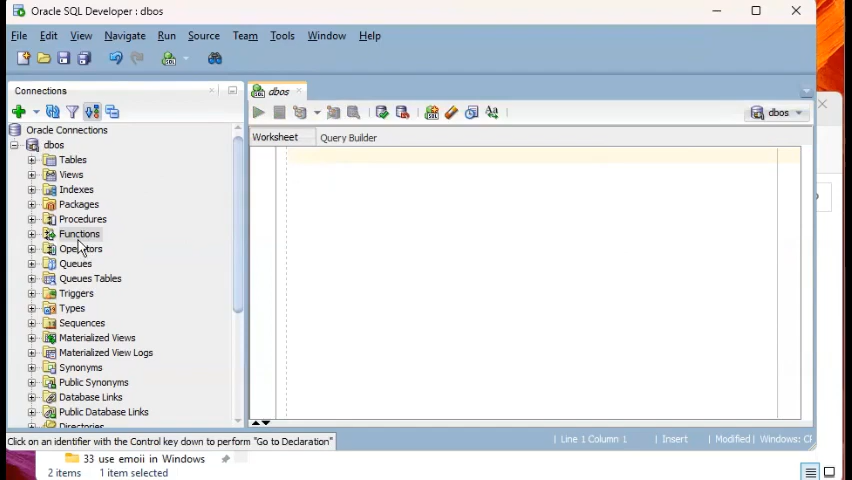 Oracle SQL Developer : dbos
File Edit View Navigate Run Source Team Tools Window Help
Connections
dbos
dbos
Worksheet Query Builder
Oracle Connections
dbos
Tables
Views
Indexes
Packages
Procedures
Functions
Operators
Queues
Queues Tables
Triggers
Types
Sequences
Materialized Views
Materialized View Logs
Synonyms
Public Synonyms
Database Links
Public Database Links
Directories
Click on an identifier with the Control key down to perform "Go to Declaration"
Line 1 Column 1 Insert Modified Windows: CR
33 use emoji in Windows
2 items 1 item selected